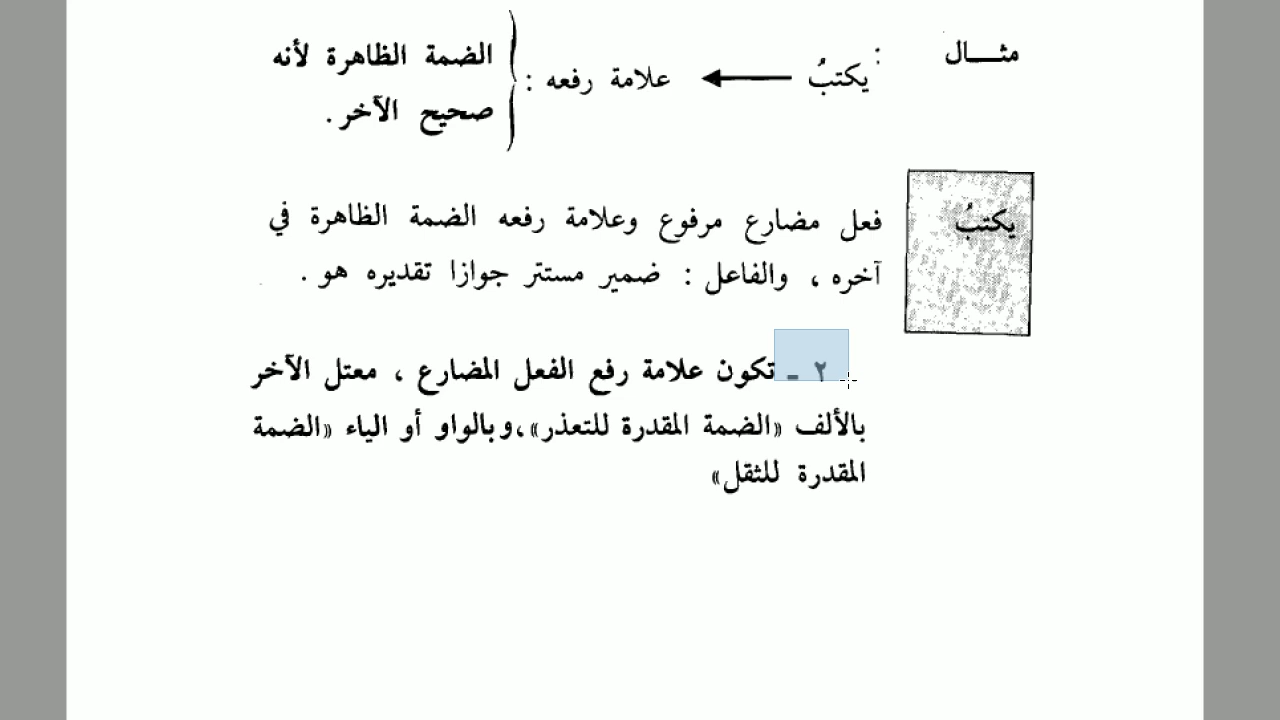 مثـــال :
يكتبُ ← علامة رفعه : الضمة الظاهرة لأنه
صحيح الآخر .
يكتبُ
فعل مضارع مرفوع وعلامة رفعه الضمة الظاهرة في
آخره ، والفاعل : ضمير مستتر جوازا تقديره هو .
٢ ـ تكون علامة رفع الفعل المضارع ، معتل الآخر
بالألف «الضمة المقدرة للتعذر»،وبالواو أو الياء «الضمة
المقدرة للثقل»